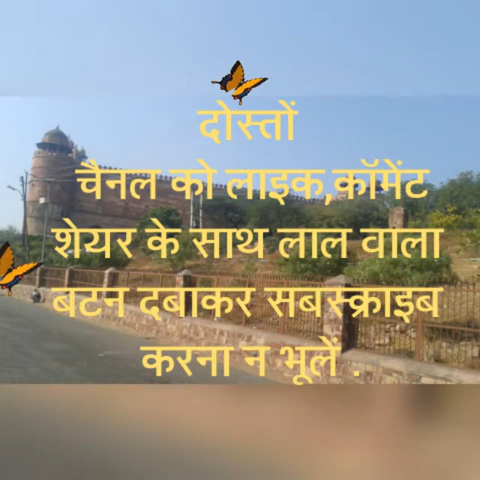 दोस्तों
चैनल को लाइक,कॉमेंट
शेयर के साथ लाल वाला
बटन दबाकर सबस्क्राइब
करना न भूलें .